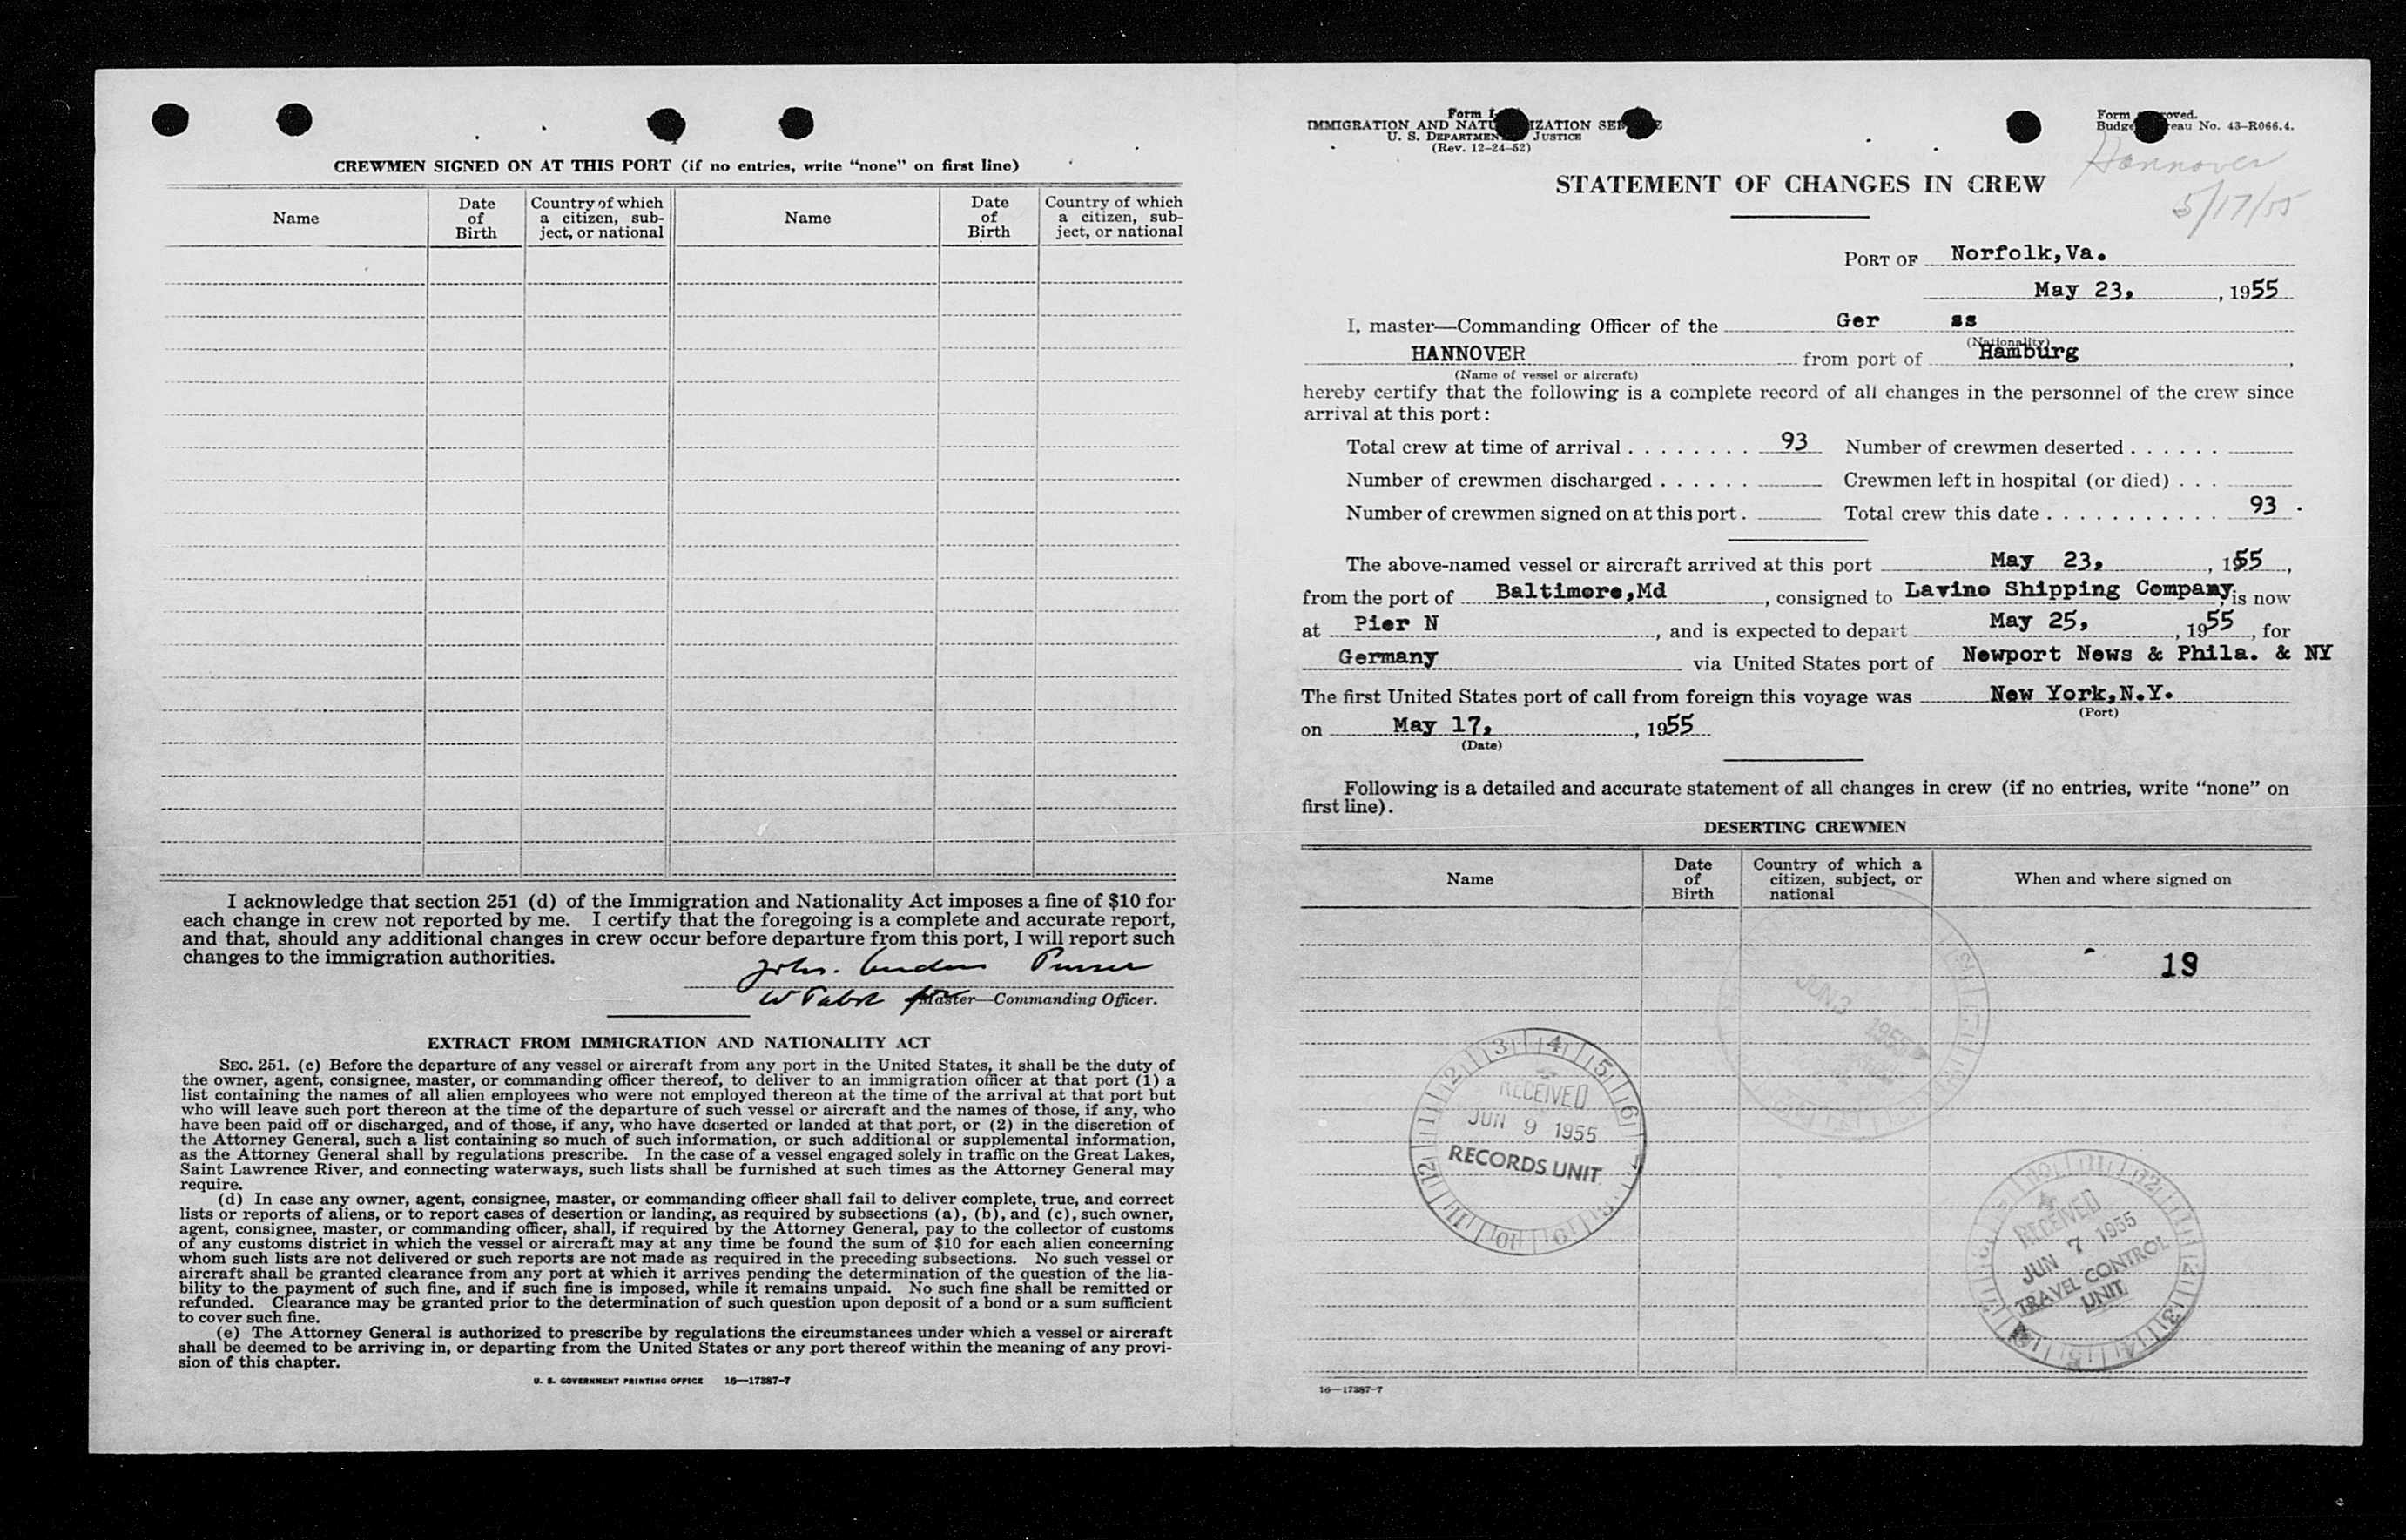 CREWMEN SIGNED ON AT THIS PORT (if no entries, write “none” on first line)
Name
Date of Birth
Country of which a citizen, sub-ject, or national
Name
Date of Birth
Country of which a citizen, sub-ject, or national
I acknowledge that section 251 (d) of the Immigration and Nationality Act imposes a fine of $10 for
each change in crew not reported by me. I certify that the foregoing is a complete and accurate report,
and that, should any additional changes in crew occur before departure from this port, I will report such
changes to the immigration authorities.
Purser
Master—Commanding Officer.
EXTRACT FROM IMMIGRATION AND NATIONALITY ACT
SEC. 251. (c) Before the departure of any vessel or aircraft from any port in the United States, it shall be the duty of
the owner, agent, consignee, master, or commanding officer thereof, to deliver to an immigration officer at that port (1) a
list containing the names of all alien employees who were not employed thereon at the time of the arrival at that port but
who will leave such port thereon at the time of the departure of such vessel or aircraft and the names of those, if any, who
have been paid off or discharged, and of those, if any, who have deserted or landed at that port, or (2) in the discretion of
the Attorney General, such a list containing so much of such information, or such additional or supplemental information,
as the Attorney General shall by regulations prescribe. In the case of a vessel engaged solely in traffic on the Great Lakes,
Saint Lawrence River, and connecting waterways, such lists shall be furnished at such times as the Attorney General may
require.
(d) In case any owner, agent, consignee, master, or commanding officer shall fail to deliver complete, true, and correct
lists or reports of aliens, or to report cases of desertion or landing, as required by subsections (a), (b), and (c), such owner,
agent, consignee, master, or commanding officer, shall, if required by the Attorney General, pay to the collector of customs
of any customs district in which the vessel or aircraft may at any time be found the sum of $10 for each alien concerning
whom such lists are not delivered or such reports are not made as required in the preceding subsections. No such vessel or
aircraft shall be granted clearance from any port at which it arrives pending the determination of the question of the lia-
bility to the payment of such fine, and if such fine is imposed, while it remains unpaid. No such fine shall be remitted or
refunded. Clearance may be granted prior to the determination of such question upon deposit of a bond or a sum sufficient
to cover such fine.
(e) The Attorney General is authorized to prescribe by regulations the circumstances under which a vessel or aircraft
shall be deemed to be arriving in, or departing from the United States or any port thereof within the meaning of any provi-
sion of this chapter.
U. S. GOVERNMENT PRINTING OFFICE 16—17387-7
Form
IMMIGRATION AND
U. S. JUSTICE
(Rev. 12-24-52)
Form
No. 43-R066.4.
Hannover
5/17/55
STATEMENT OF CHANGES IN CREW
PORT OF Norfolk,Va.
May 23, , 1955
I, master—Commanding Officer of the Ger ss
(Nationality)
HANNOVER from port of Hamburg ,
(Name of vessel or aircraft)
hereby certify that the following is a complete record of all changes in the personnel of the crew since
arrival at this port:
Total crew at time of arrival 93 Number of crewmen deserted
Number of crewmen discharged Crewmen left in hospital (or died)
Number of crewmen signed on at this port Total crew this date 93 .
The above-named vessel or aircraft arrived at this port May 23, , 155 ,
from the port of Baltimore,Md , consigned to Lavino Shipping Company, is now
at Pier N , and is expected to depart May 25, , 1955 , for
Germany via United States port of Newport News & Phila. & NY
The first United States port of call from foreign this voyage was New York,N.Y.
(Port)
on May 17, , 1955
(Date)
Following is a detailed and accurate statement of all changes in crew (if no entries, write “none” on
first line).
DESERTING CREWMEN
Name
Date of Birth
Country of which a citizen, subject, or national
When and where signed on
19
JUN 3 1955
RECEIVED
JUN 9 1955
RECORDS UNIT
RECEIVED
JUN 7 1955
TRAVEL CONTROL
UNIT
16—17387-7